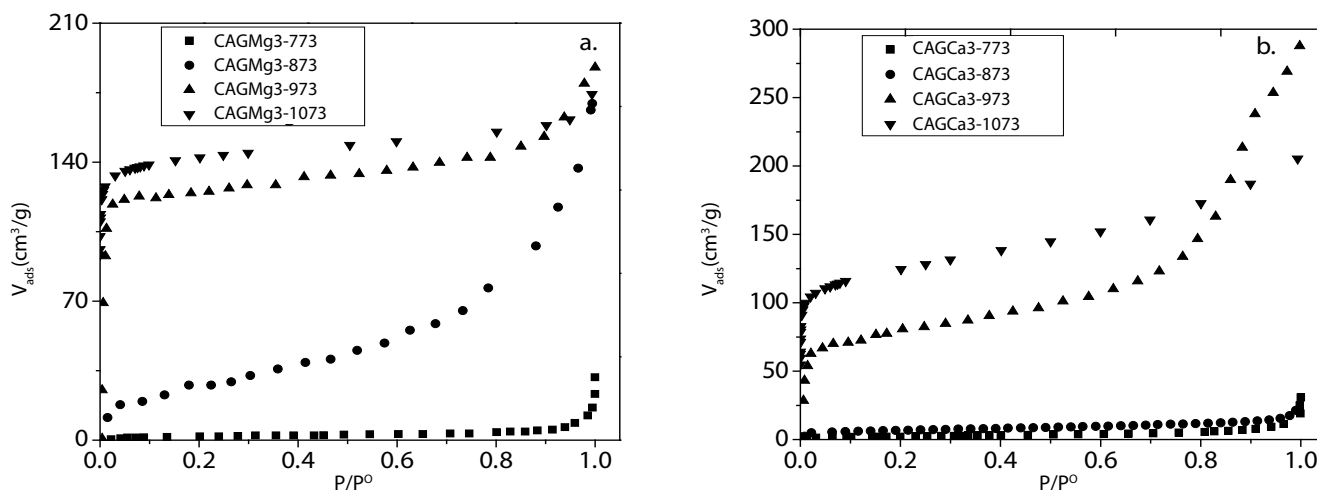 a.
CAGMg3-773
CAGMg3-873
CAGMg3-973
CAGMg3-1073
210
140
70
0
V_ads(cm³/g)
0.0 0.2 0.4 0.6 0.8 1.0
P/P⁰
b.
CAGCa3-773
CAGCa3-873
CAGCa3-973
CAGCa3-1073
300
250
200
150
100
50
0
V_ads(cm³/g)
0.0 0.2 0.4 0.6 0.8 1.0
P/P⁰